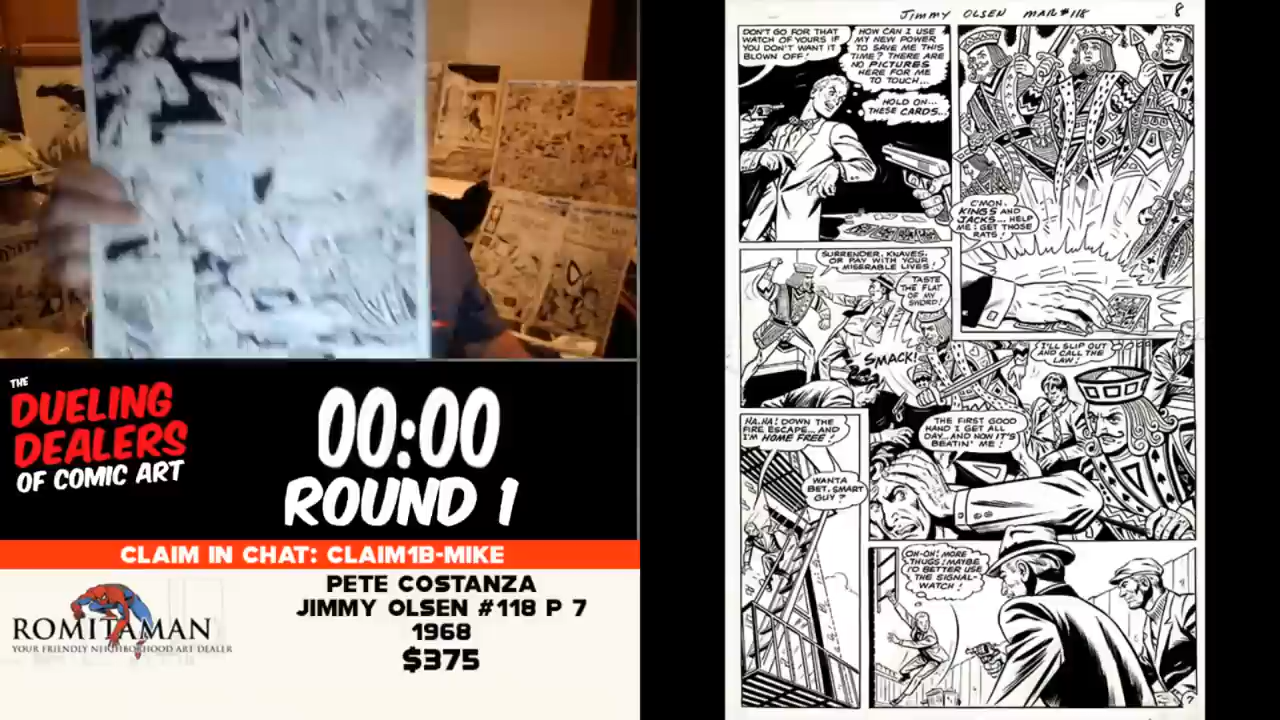 THE
DUELING
DEALERS
OF COMIC ART
00:00
ROUND 1
CLAIM IN CHAT: CLAIM1B-MIKE
ROMITAMAN
YOUR FRIENDLY NEIGHBORHOOD ART DEALER
PETE COSTANZA
JIMMY OLSEN #118 P 7
1968
$375
JIMMY OLSEN MAR #118 8
DON'T GO FOR THAT
WATCH OF YOURS IF
YOU DON'T WANT IT
BLOWN OFF!
HOW CAN I USE
MY NEW POWER
TO SAVE ME THIS
TIME? THERE ARE
NO PICTURES
HERE FOR ME
TO TOUCH...
HOLD ON...
THESE CARDS...
C'MON,
KINGS AND
JACKS... HELP
ME! GET THOSE
RATS!
SURRENDER, KNAVES,
OR PAY WITH YOUR
MISERABLE LIVES!
TASTE
THE FLAT
OF MY
SWORD!
SMACK!
I'LL SLIP OUT
AND CALL THE
LAW!
HA, HA! DOWN THE
FIRE ESCAPE... AND
I'M HOME FREE!
WANTA
BET, SMART
GUY?
THE FIRST GOOD
HAND I GET ALL
DAY... AND NOW IT'S
BEATIN' ME!
OH-OH! MORE
THUGS! MAYBE
I'D BETTER USE
THE SIGNAL-
WATCH!
7